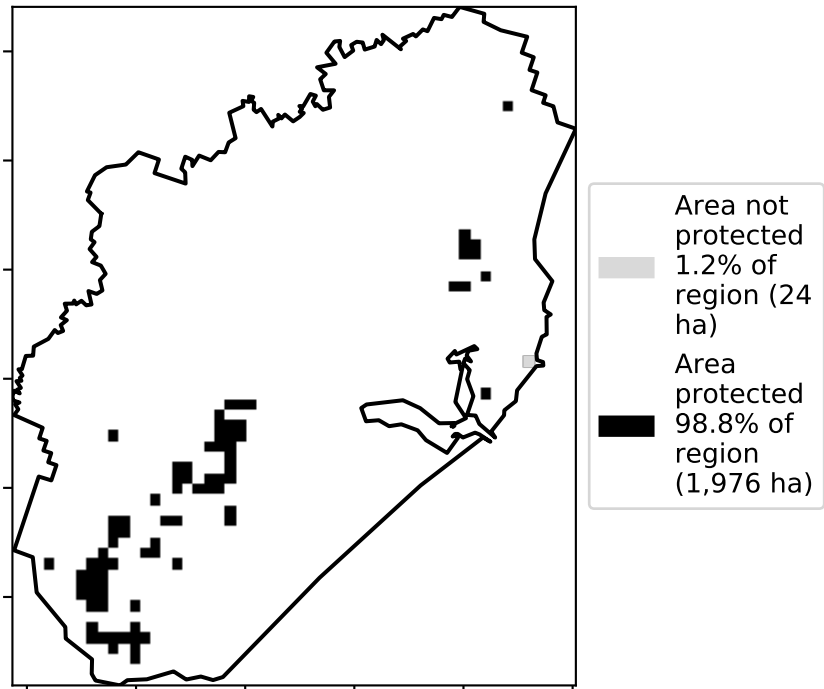 Area not
protected
1.2% of
region (24
ha)
Area
protected
98.8% of
region
(1,976 ha)